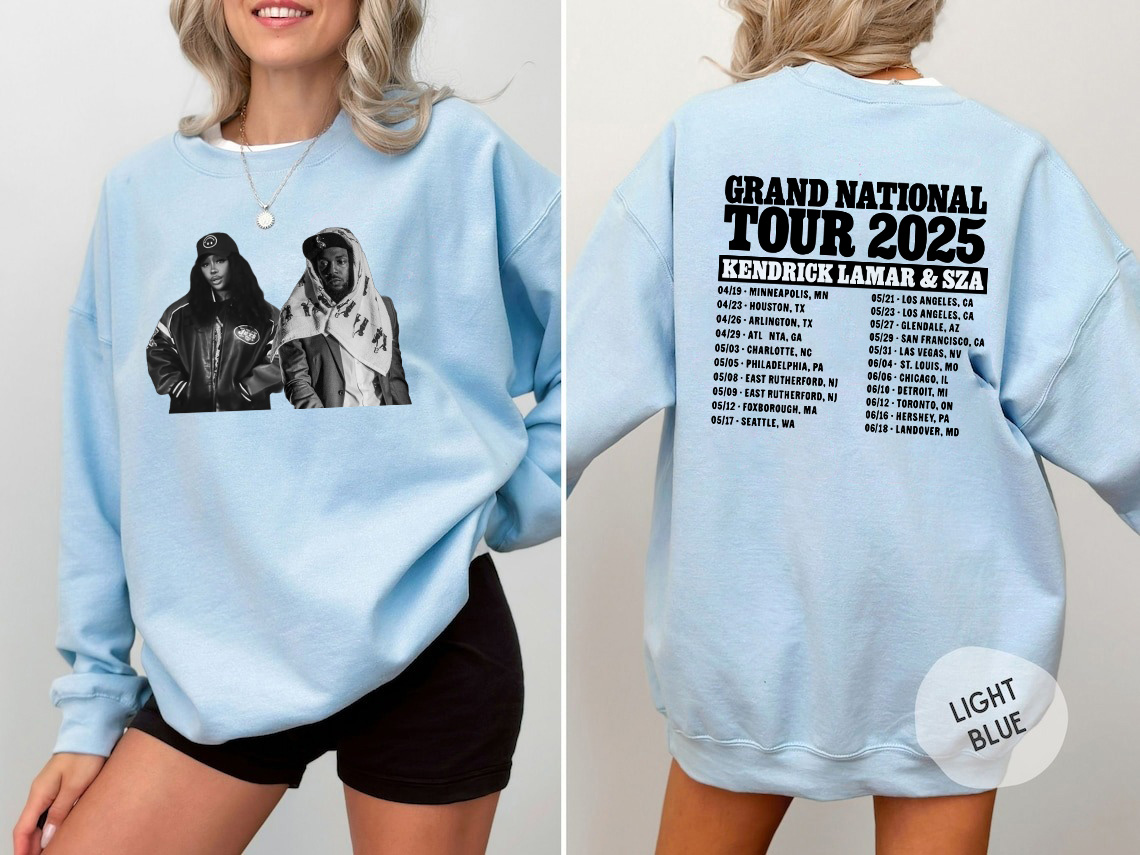 GRAND NATIONAL
TOUR 2025
KENDRICK LAMAR & SZA
04/19 · MINNEAPOLIS, MN
04/23 · HOUSTON, TX
04/26 · ARLINGTON, TX
04/29 · ATL NTA, GA
05/03 · CHARLOTTE, NC
05/05 · PHILADELPHIA, PA
05/08 · EAST RUTHERFORD, NJ
05/09 · EAST RUTHERFORD, NJ
05/12 · FOXBOROUGH. MA
05/17 · SEATTLE, WA
05/21 · LOS ANGELES, CA
05/23 · LOS ANGELES, CA
05/27 · GLENDALE, AZ
05/29 · SAN FRANCISCO, CA
05/31 · LAS VEGAS, NV
06/04 · ST. LOUIS, MO
06/06 · CHICAGO, IL
06/10 · DETROIT, MI
06/12 · TORONTO, ON
06/16 · HERSHEY, PA
06/18 · LANDOVER, MD
LIGHT
BLUE